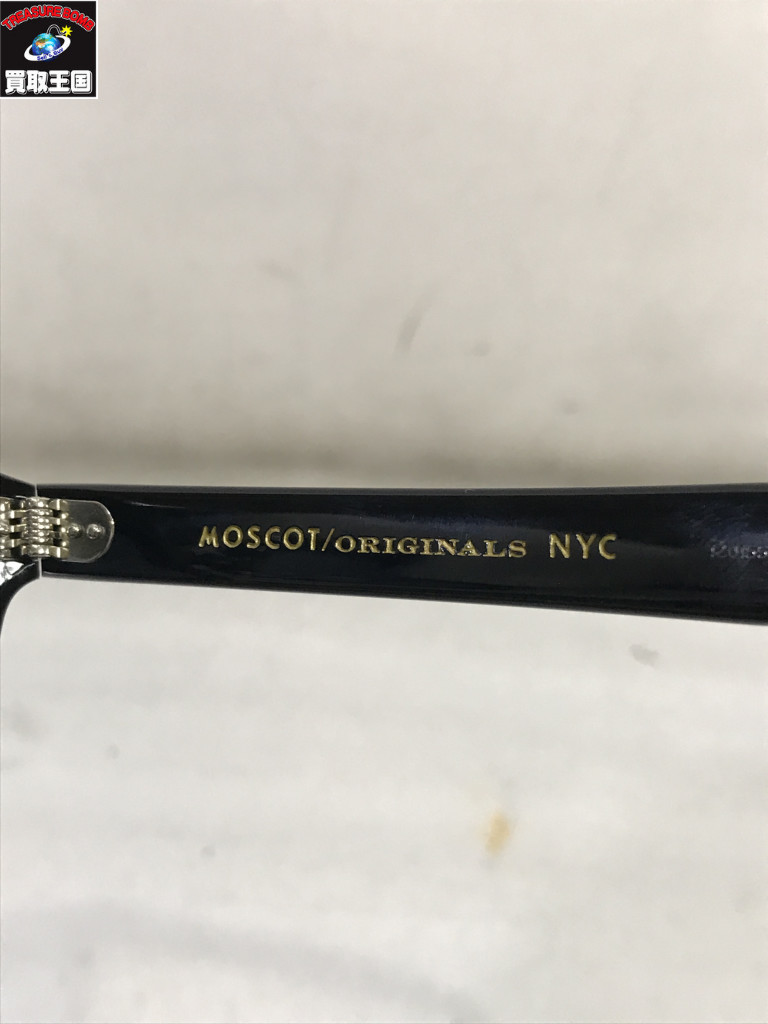 TREASURE BOMB
買取王国
MOSCOT/ORIGINALS NYC